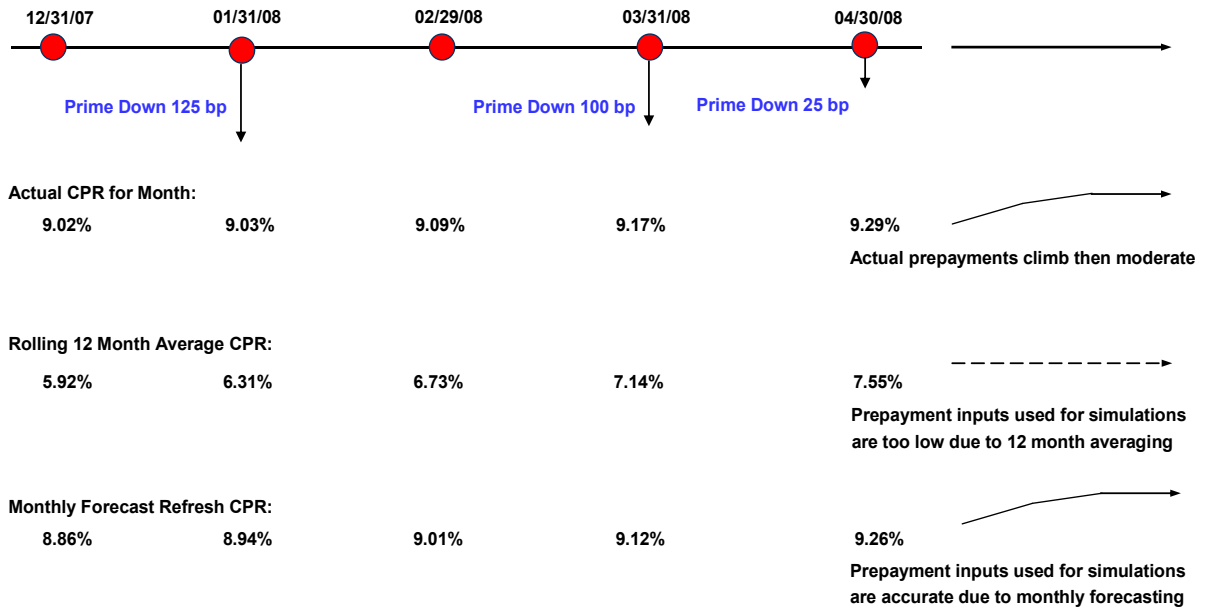 12/31/07 01/31/08 02/29/08 03/31/08 04/30/08
Prime Down 125 bp Prime Down 100 bp Prime Down 25 bp
Actual CPR for Month:
9.02% 9.03% 9.09% 9.17% 9.29%
Actual prepayments climb then moderate
Rolling 12 Month Average CPR:
5.92% 6.31% 6.73% 7.14% 7.55%
Prepayment inputs used for simulations
are too low due to 12 month averaging
Monthly Forecast Refresh CPR:
8.86% 8.94% 9.01% 9.12% 9.26%
Prepayment inputs used for simulations
are accurate due to monthly forecasting